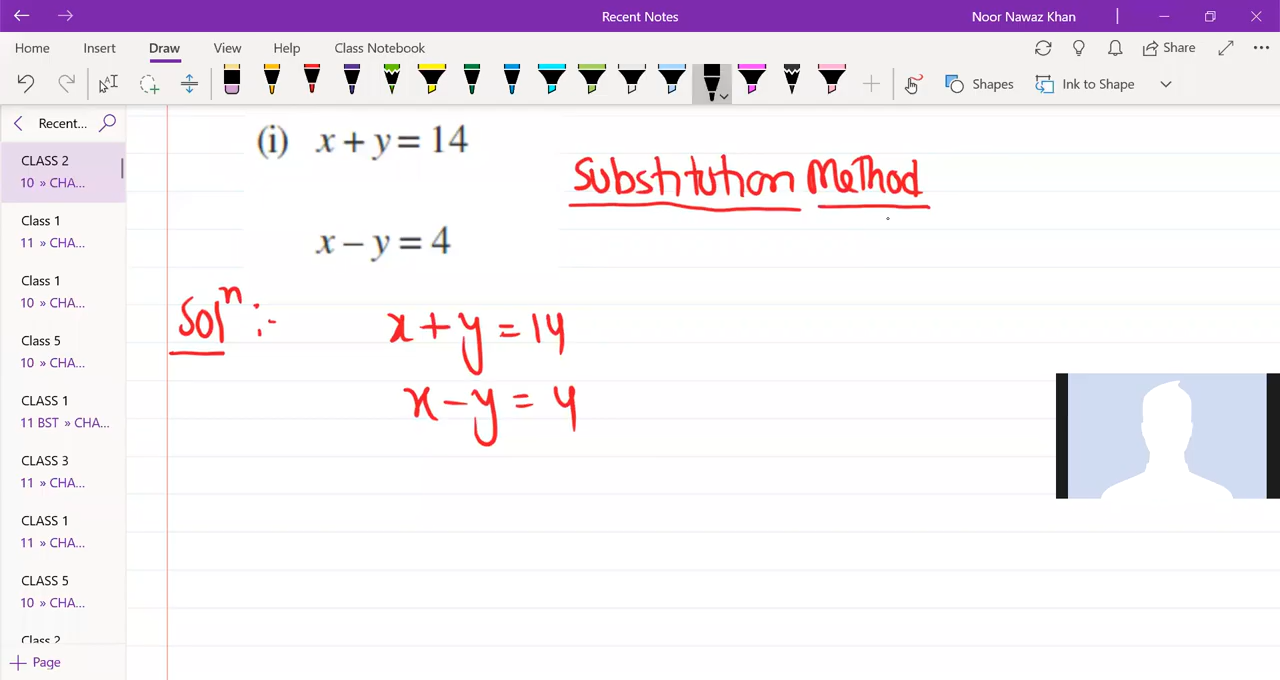 Recent Notes
Noor Nawaz Khan
Home Insert Draw View Help Class Notebook
Share
Shapes
Ink to Shape
Recent...
CLASS 2
10 » CHA...
Class 1
11 » CHA...
Class 1
10 » CHA...
Class 5
10 » CHA...
CLASS 1
11 BST » CHA...
CLASS 3
11 » CHA...
CLASS 1
11 » CHA...
CLASS 5
10 » CHA...
Class 2
+ Page
(i) x + y = 14
Substitution Method
x – y = 4
Solⁿ :-
x + y = 14
x - y = 4